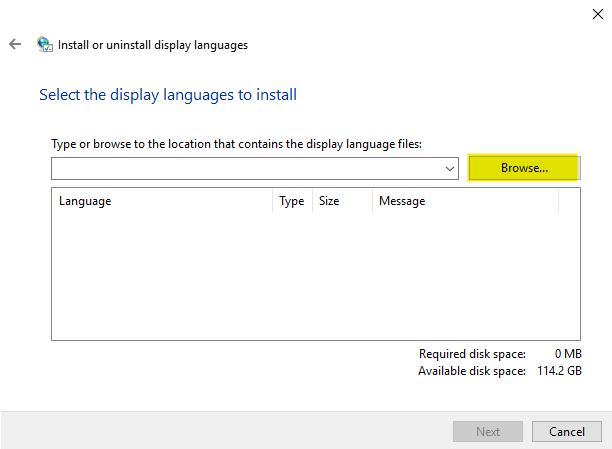 Install or uninstall display languages
Select the display languages to install
Type or browse to the location that contains the display language files:
Browse...
Language Type Size Message
Required disk space: 0 MB
Available disk space: 114.2 GB
Next Cancel